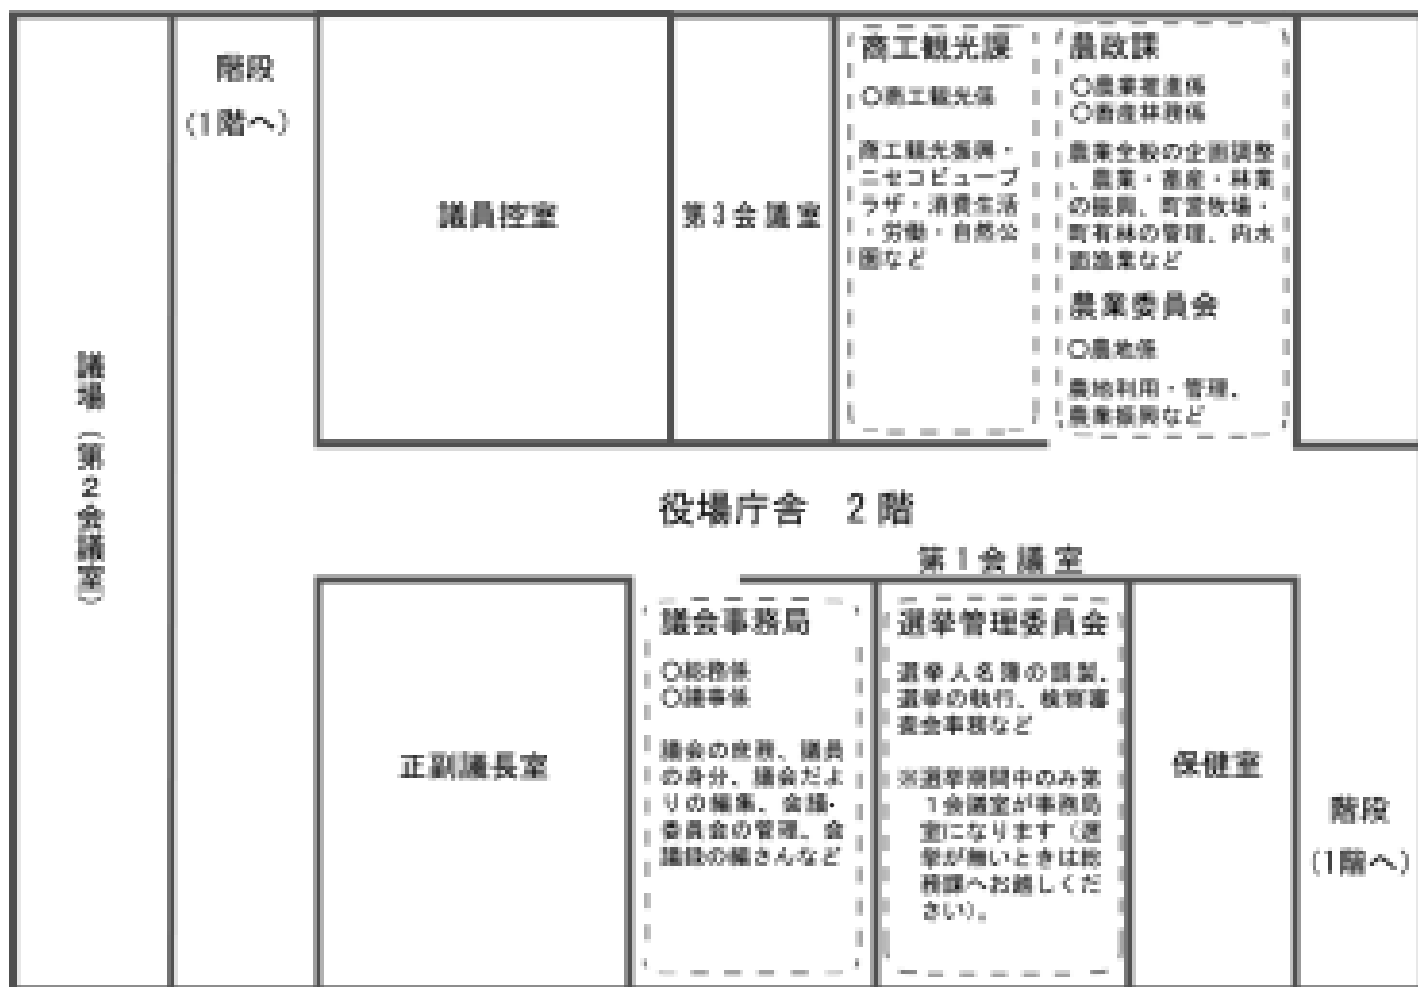 階段
(1階へ)
議員控室
第3会議室
商工観光課
○商工観光係
商工観光振興・
ニセコビュープ
ラザ・消費生活
・労働・自然公
園など
農政課
○農業推進係
○畜産林務係
農業全般の企画調整
、農業・畜産・林業
の振興、町営牧場・
町有林の管理、内水
面漁業など
農業委員会
○農地係
農地利用・管理、
農業振興など
議場(第2会議室)
役場庁舎 2階
第1会議室
正副議長室
議会事務局
○総務係
○議事係
議会の庶務、議員
の身分、議会だよ
りの編集、会議・
委員会の管理、会
議録の編さんなど
選挙管理委員会
選挙人名簿の調製、
選挙の執行、検察審
査会事務など
※選挙期間中のみ第
1会議室が事務局
室になります(選
挙が無いときは総
務課へお越しくだ
さい)。
保健室
階段
(1階へ)